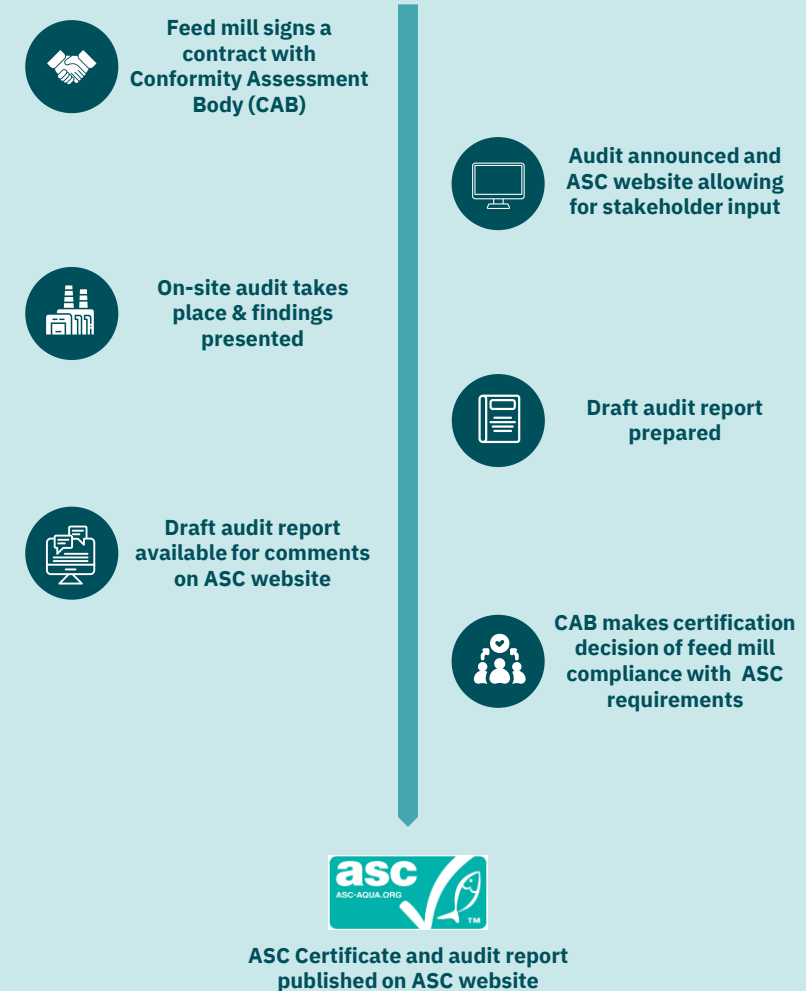 Feed mill signs a
contract with
Conformity Assessment
Body (CAB)
Audit announced and
ASC website allowing
for stakeholder input
On-site audit takes
place & findings
presented
Draft audit report
prepared
Draft audit report
available for comments
on ASC website
CAB makes certification
decision of feed mill
compliance with ASC
requirements
asc
ASC-AQUA.ORG
TM
ASC Certificate and audit report
published on ASC website